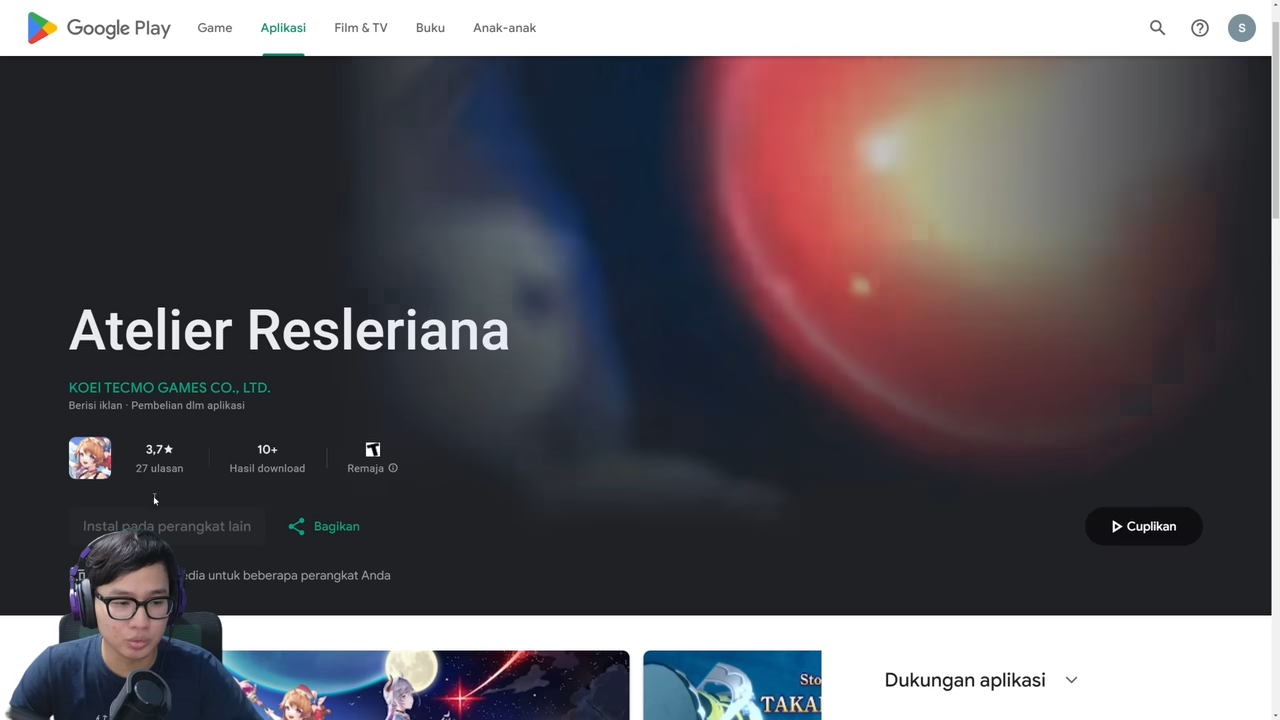 Google Play
Game
Aplikasi
Film & TV
Buku
Anak-anak
S
Atelier Resleriana
KOEI TECMO GAMES CO., LTD.
Berisi iklan · Pembelian dlm aplikasi
3,7★
27 ulasan
10+
Hasil download
T
Remaja
Instal pada perangkat lain
Bagikan
Cuplikan
untuk beberapa perangkat Anda
Dukungan aplikasi